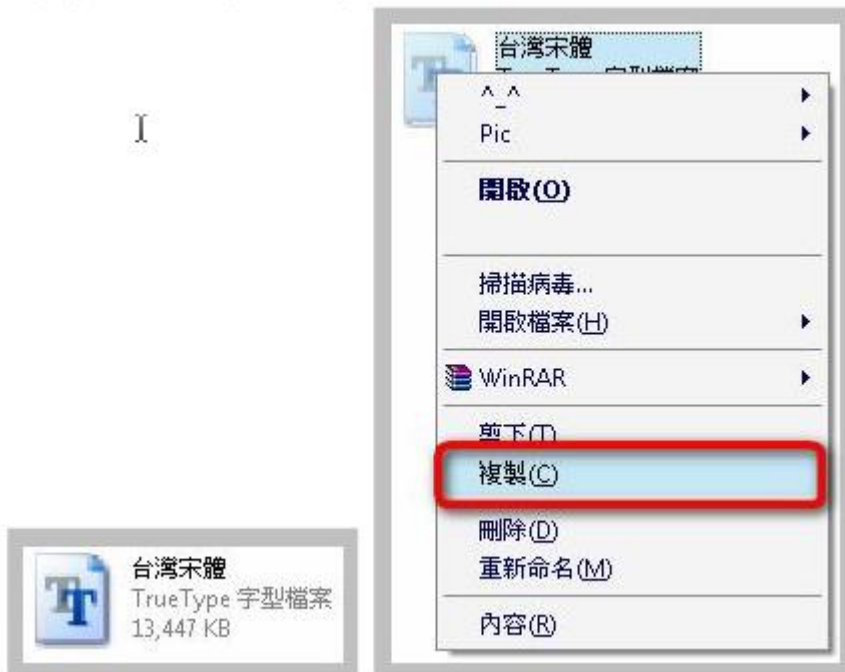 台灣宋體
TrueType 字型檔案
13,447 KB
台灣宋體
^_^
Pic
開啟(O)
掃描病毒...
開啟檔案(H)
WinRAR
剪下(T)
複製(C)
刪除(D)
重新命名(M)
內容(R)